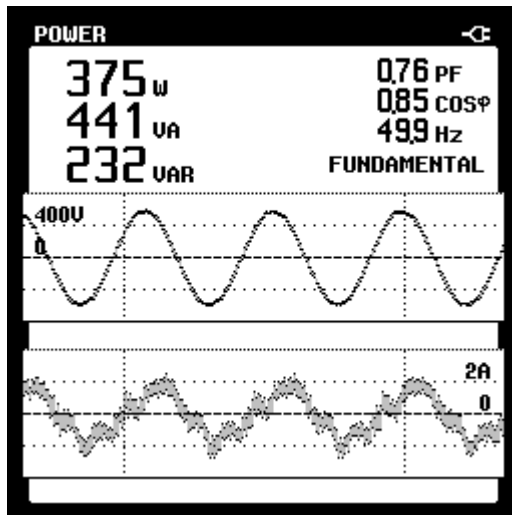 POWER
375 W
441 VA
232 VAR
0.76 PF
0.85 COSφ
49.9 Hz
FUNDAMENTAL
400V
0
2A
0